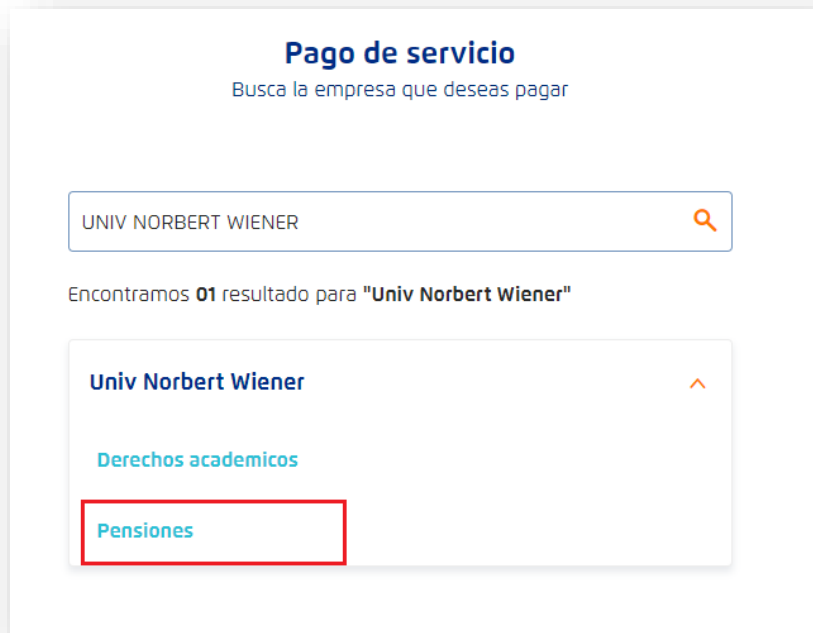 Pago de servicio
Busca la empresa que deseas pagar
UNIV NORBERT WIENER
Encontramos 01 resultado para "Univ Norbert Wiener"
Univ Norbert Wiener
Derechos academicos
Pensiones